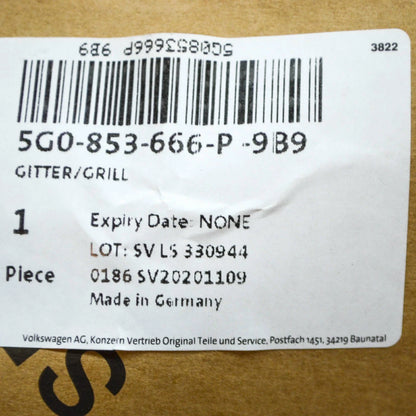 5G0853666P 9B9
3822
5G0-853-666-P -9B9
GITTER/GRILL
1 Expiry Date: NONE
LOT: SV LS 330944
Piece 0186 SV20201109
Made in Germany
Volkswagen AG, Konzern Vertrieb Original Teile und Service, Postfach 1451, 34219 Baunatal